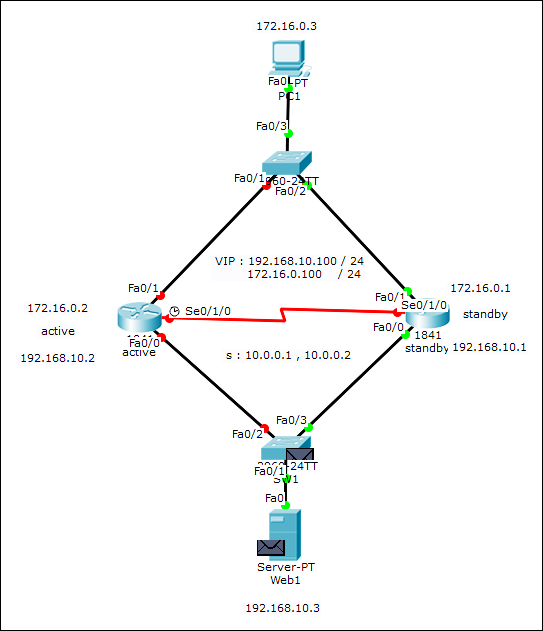 172.16.0.3
Fa0
-PT
PC1
Fa0/3
Fa0/1
960-24TT
Fa0/2
VIP : 192.168.10.100 / 24
172.16.0.100 / 24
Fa0/1
172.16.0.1
Fa0/1
Se0/1/0
172.16.0.2
Se0/1/0
standby
active
Fa0/0
1841
Fa0/0
active
standby
192.168.10.1
192.168.10.2
s : 10.0.0.1 , 10.0.0.2
Fa0/3
Fa0/2
2960-24TT
Fa0/1
SW1
Fa0
Server-PT
Web1
192.168.10.3